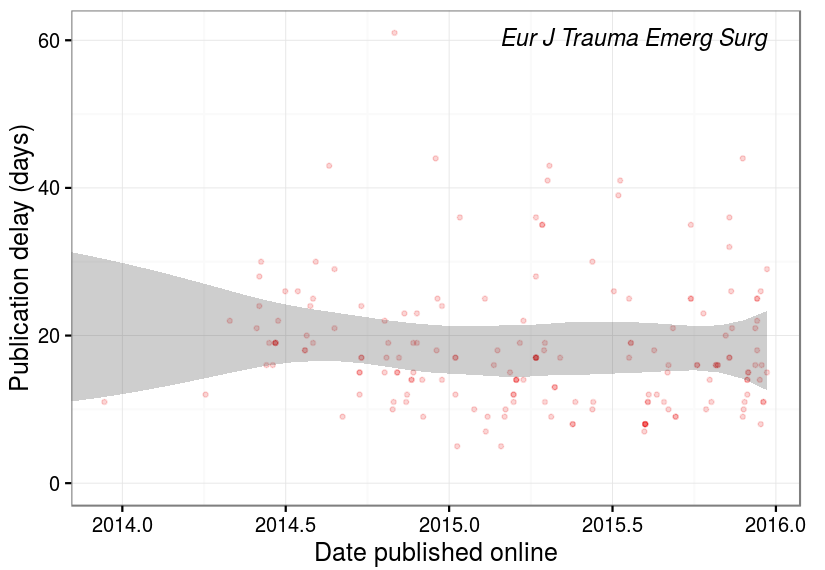 Eur J Trauma Emerg Surg
Publication delay (days)
60
40
20
0
2014.0 2014.5 2015.0 2015.5 2016.0
Date published online